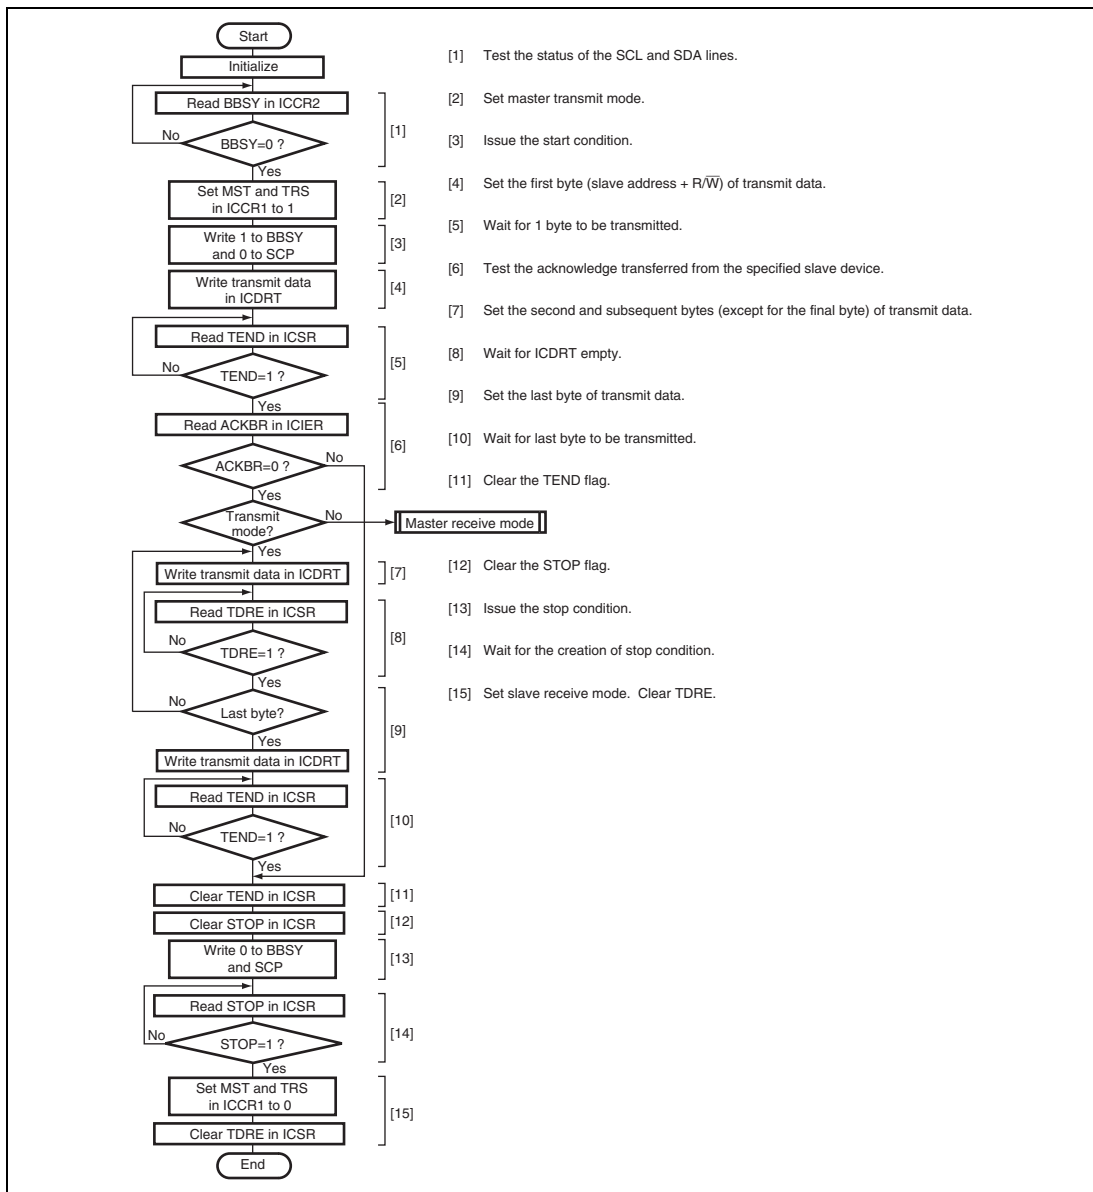 Start
Initialize
Read BBSY in ICCR2
BBSY=0 ?
No
Yes
[1]
Set MST and TRS
in ICCR1 to 1
[2]
Write 1 to BBSY
and 0 to SCP
[3]
Write transmit data
in ICDRT
[4]
Read TEND in ICSR
TEND=1 ?
No
Yes
[5]
Read ACKBR in ICIER
ACKBR=0 ?
No
Yes
[6]
Transmit
mode?
No
Yes
Master receive mode
Write transmit data in ICDRT
[7]
Read TDRE in ICSR
TDRE=1 ?
No
Yes
[8]
Last byte?
No
Yes
Write transmit data in ICDRT
[9]
Read TEND in ICSR
TEND=1 ?
No
Yes
[10]
Clear TEND in ICSR
[11]
Clear STOP in ICSR
[12]
Write 0 to BBSY
and SCP
[13]
Read STOP in ICSR
STOP=1 ?
No
Yes
[14]
Set MST and TRS
in ICCR1 to 0
Clear TDRE in ICSR
[15]
End
[1] Test the status of the SCL and SDA lines.
[2] Set master transmit mode.
[3] Issue the start condition.
[4] Set the first byte (slave address + R/W̅) of transmit data.
[5] Wait for 1 byte to be transmitted.
[6] Test the acknowledge transferred from the specified slave device.
[7] Set the second and subsequent bytes (except for the final byte) of transmit data.
[8] Wait for ICDRT empty.
[9] Set the last byte of transmit data.
[10] Wait for last byte to be transmitted.
[11] Clear the TEND flag.
[12] Clear the STOP flag.
[13] Issue the stop condition.
[14] Wait for the creation of stop condition.
[15] Set slave receive mode. Clear TDRE.